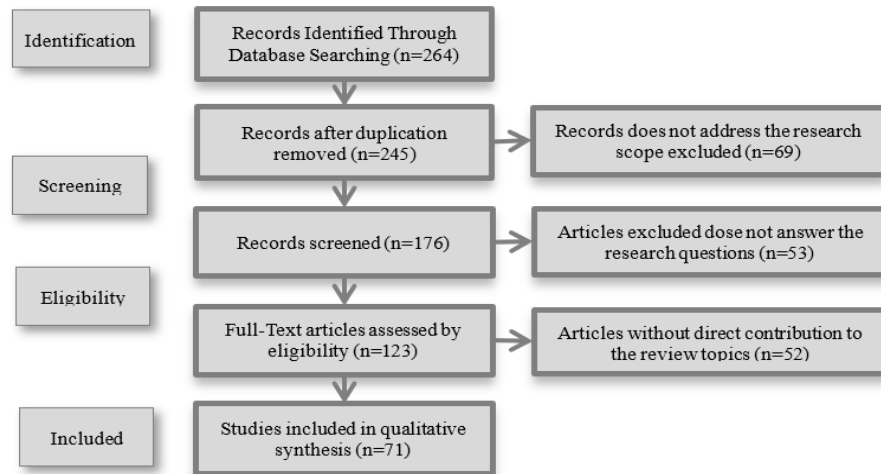 Identification
Records Identified Through
Database Searching (n=264)
Records after duplication
removed (n=245)
Records does not address the research
scope excluded (n=69)
Screening
Records screened (n=176)
Articles excluded dose not answer the
research questions (n=53)
Eligibility
Full-Text articles assessed by
eligibility (n=123)
Articles without direct contribution to
the review topics (n=52)
Included
Studies included in qualitative
synthesis (n=71)